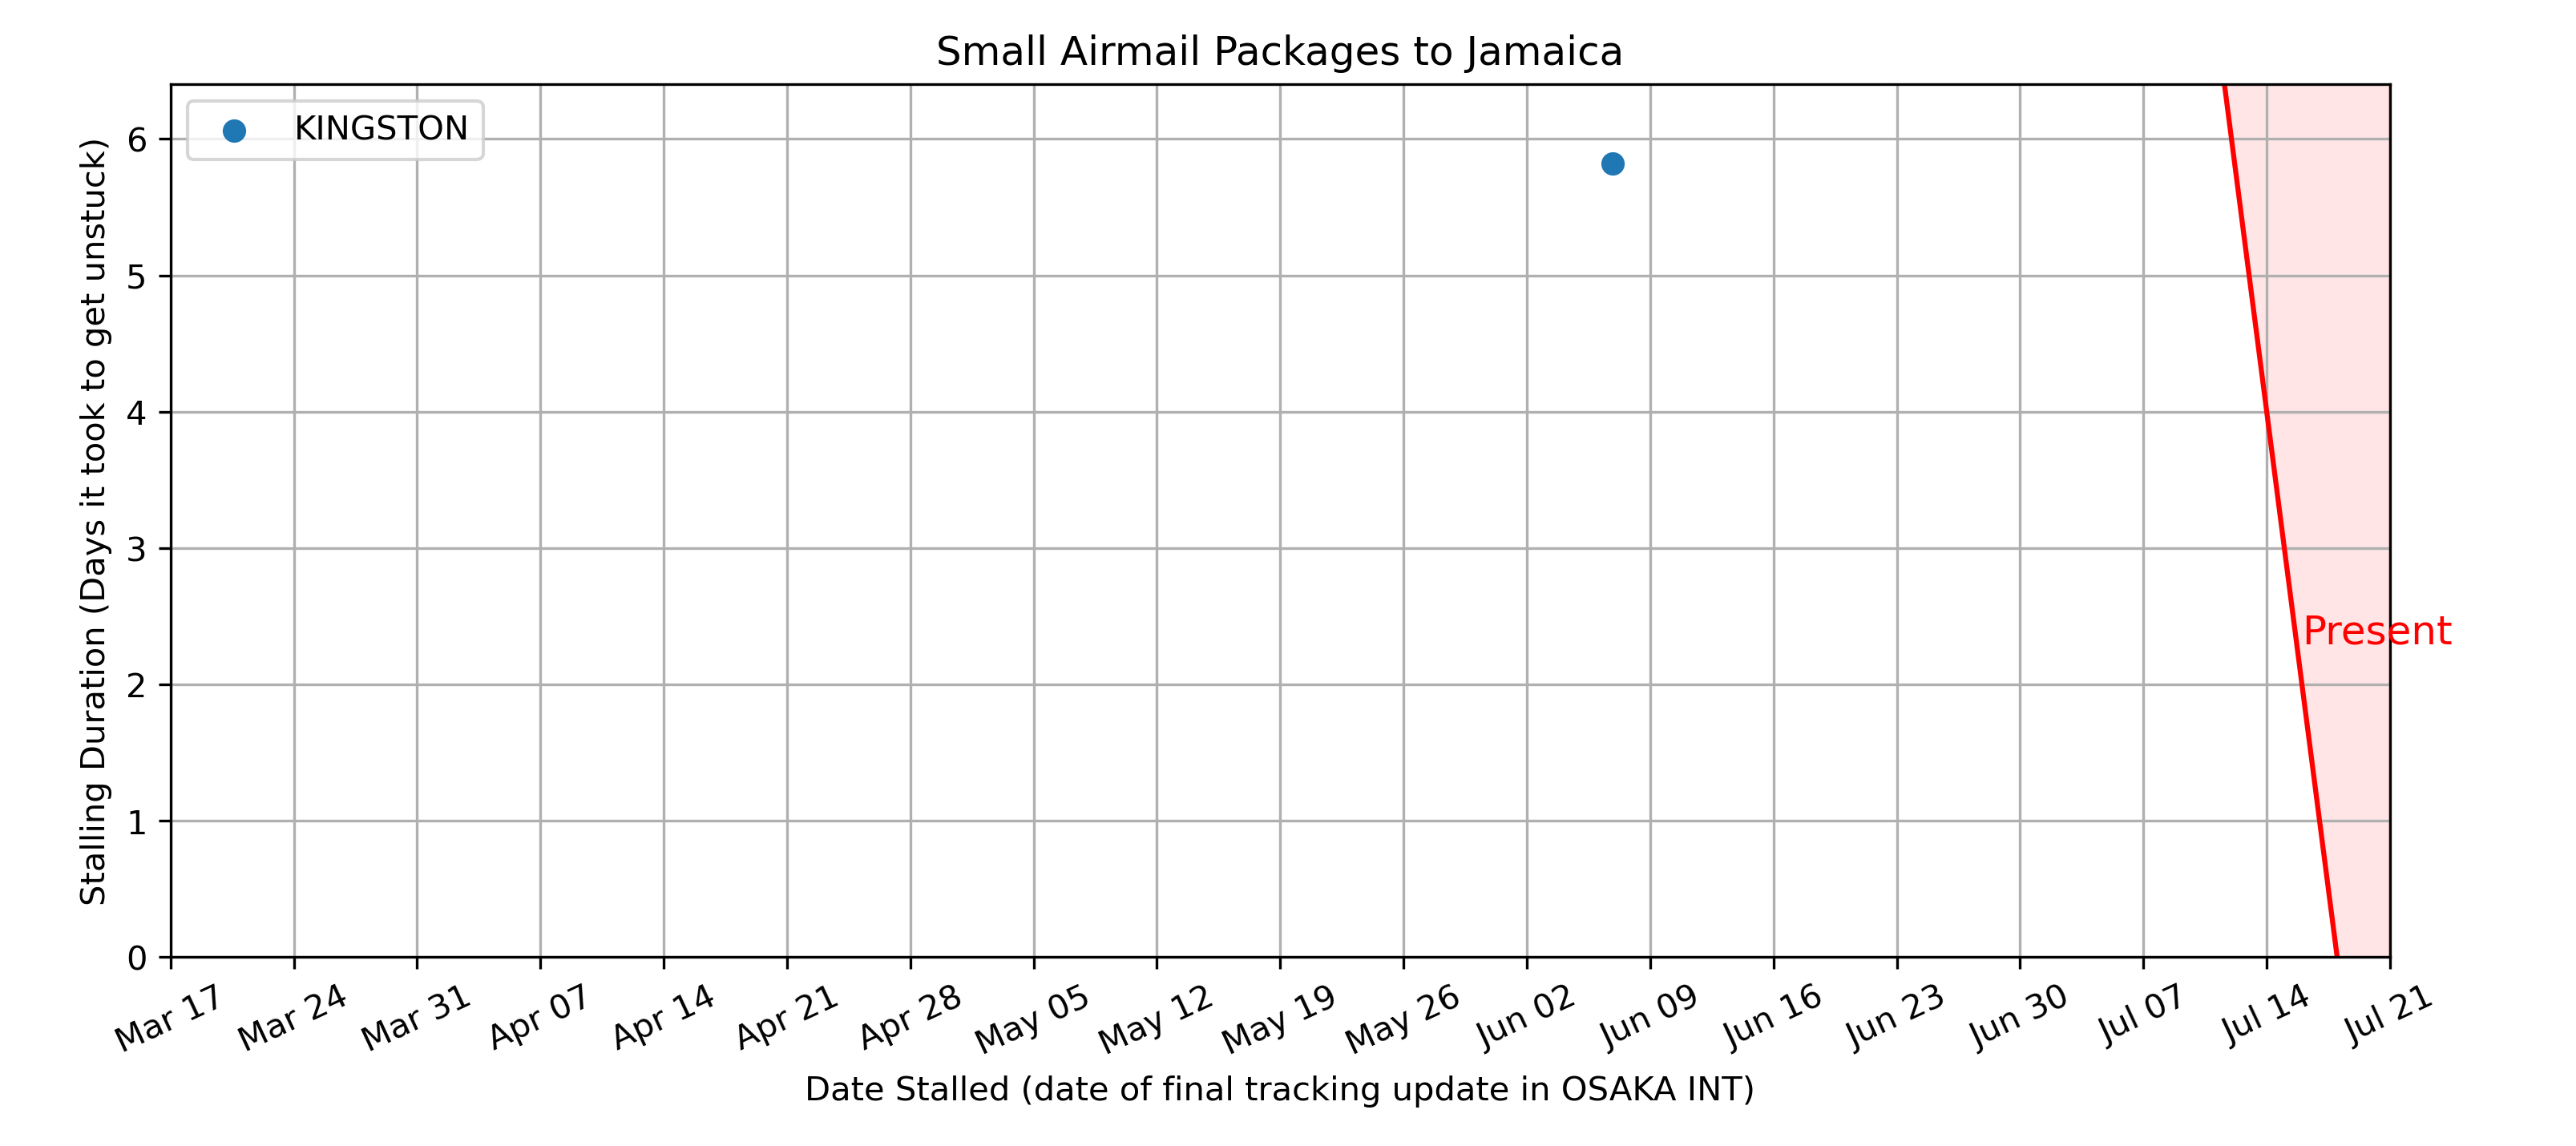 Small Airmail Packages to Jamaica
KINGSTON
Stalling Duration (Days it took to get unstuck)
6
5
4
3
2
1
0
Present
Mar 17 Mar 24 Mar 31 Apr 07 Apr 14 Apr 21 Apr 28 May 05 May 12 May 19 May 26 Jun 02 Jun 09 Jun 16 Jun 23 Jun 30 Jul 07 Jul 14 Jul 21
Date Stalled (date of final tracking update in OSAKA INT)